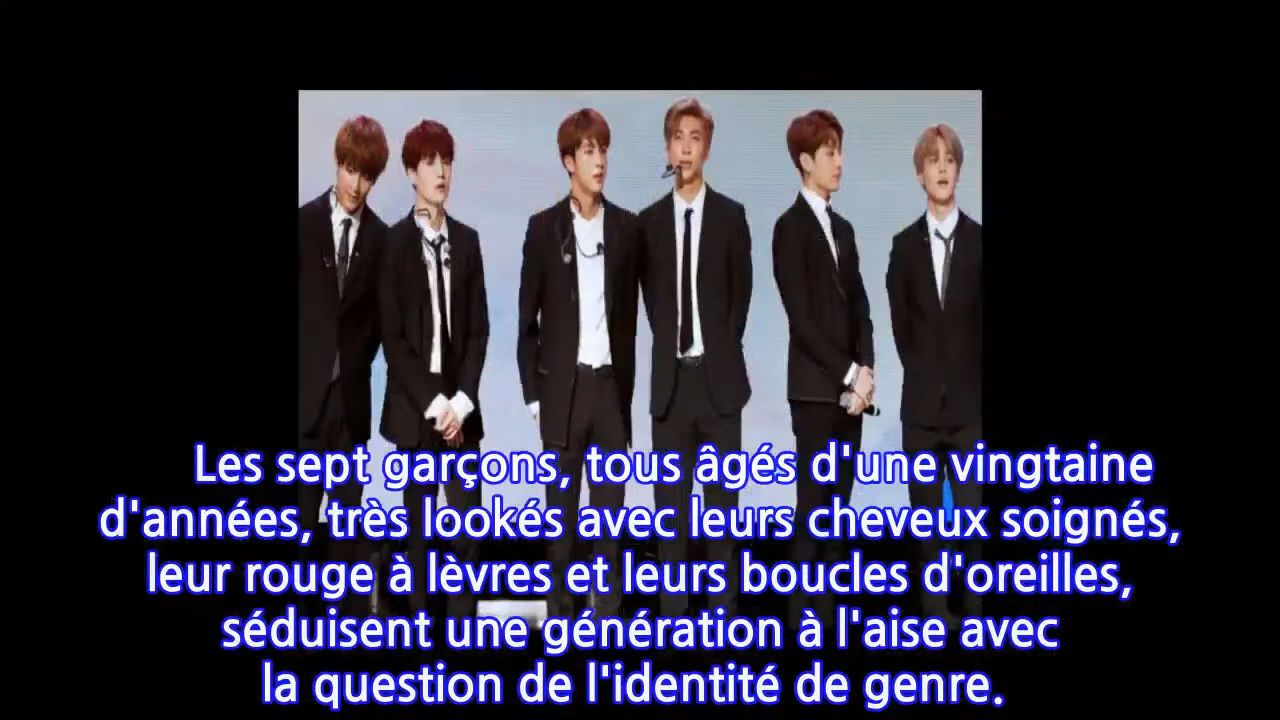 Les sept garçons, tous âgés d'une vingtaine
d'années, très lookés avec leurs cheveux soignés,
leur rouge à lèvres et leurs boucles d'oreilles,
séduisent une génération à l'aise avec
la question de l'identité de genre.